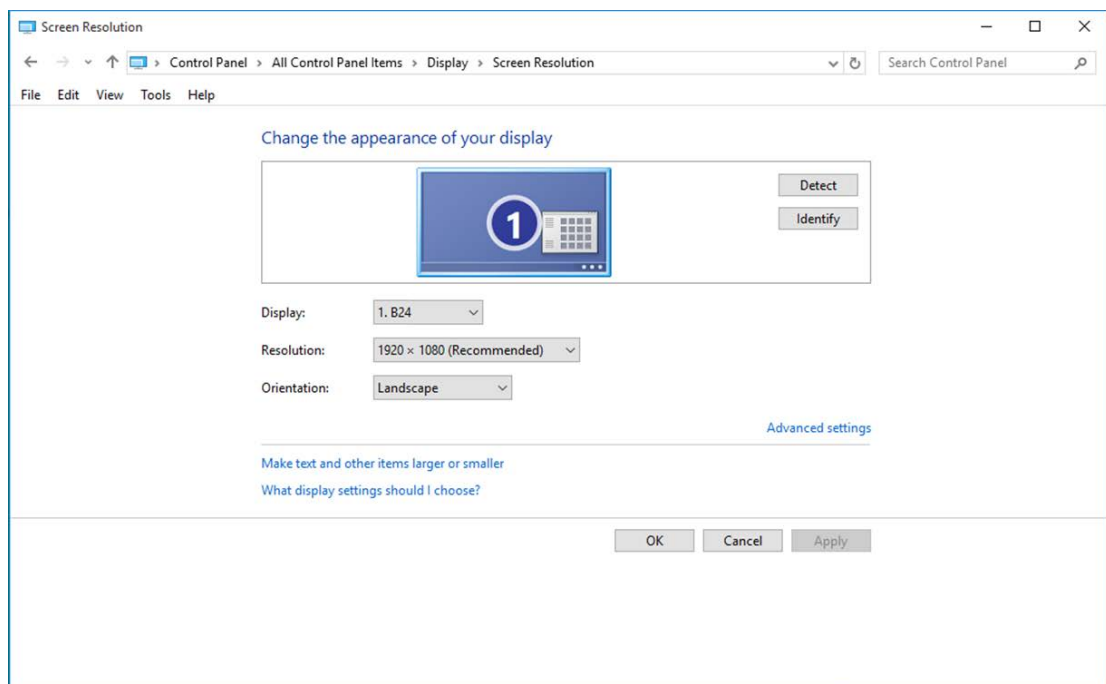 Screen Resolution
Control Panel > All Control Panel Items > Display > Screen Resolution
Search Control Panel
File Edit View Tools Help
Change the appearance of your display
1
Detect
Identify
Display: 1. B24
Resolution: 1920 × 1080 (Recommended)
Orientation: Landscape
Advanced settings
Make text and other items larger or smaller
What display settings should I choose?
OK Cancel Apply